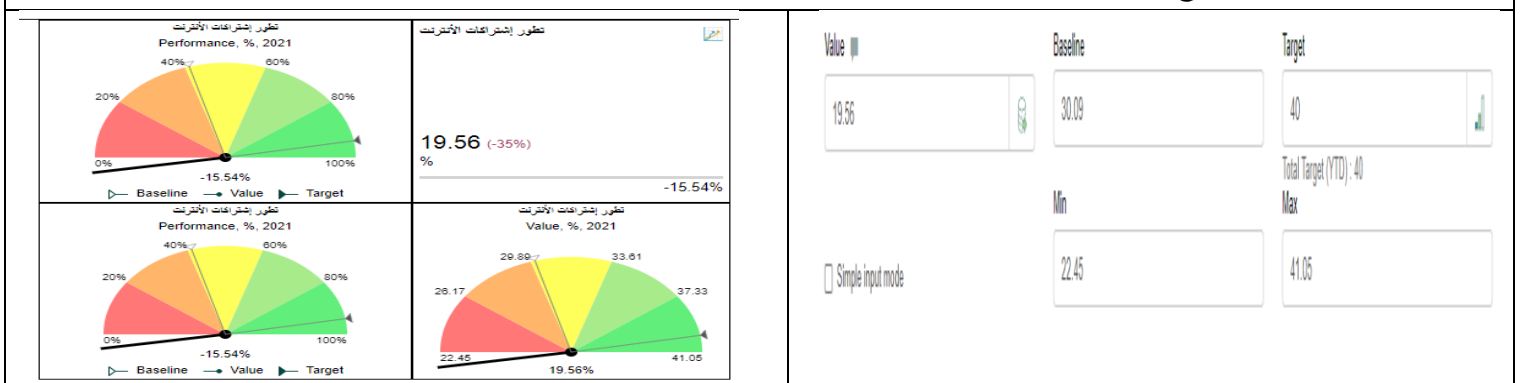 تطور إشتراكات الأنترنت
Performance, %, 2021
40%
60%
20%
80%
0%
100%
-15.54%
Baseline
Value
Target
تطور إشتراكات الأنترنت
19.56 (-35%)
%
-15.54%
تطور إشتراكات الأنترنت
Performance, %, 2021
40%
60%
20%
80%
0%
100%
-15.54%
Baseline
Value
Target
تطور إشتراكات الأنترنت
Value, %, 2021
29.89
33.61
26.17
37.33
22.45
41.05
19.56%
Value
Baseline
Target
19.56
30.09
40
Total Target (YTD) : 40
Min
Max
Simple input mode
22.45
41.05